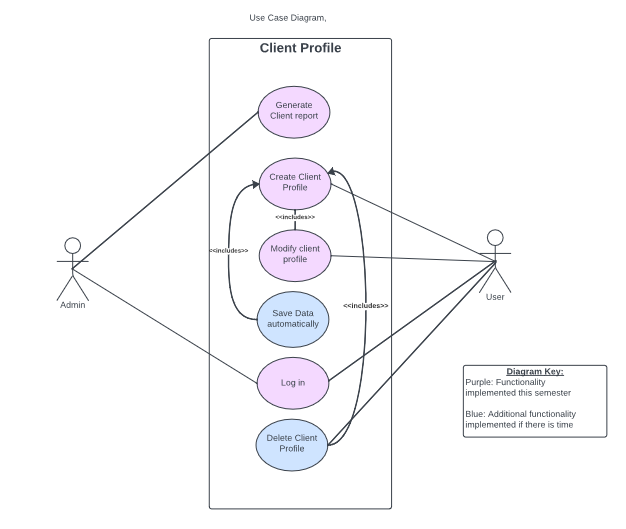 Use Case Diagram,
Client Profile
Generate
Client report
Create Client
Profile
<<includes>>
Modify client
profile
<<includes>>
Save Data
automatically
<<includes>>
Log in
Delete Client
Profile
Admin
User
Diagram Key:
Purple: Functionality
implemented this semester
Blue: Additional functionality
implemented if there is time